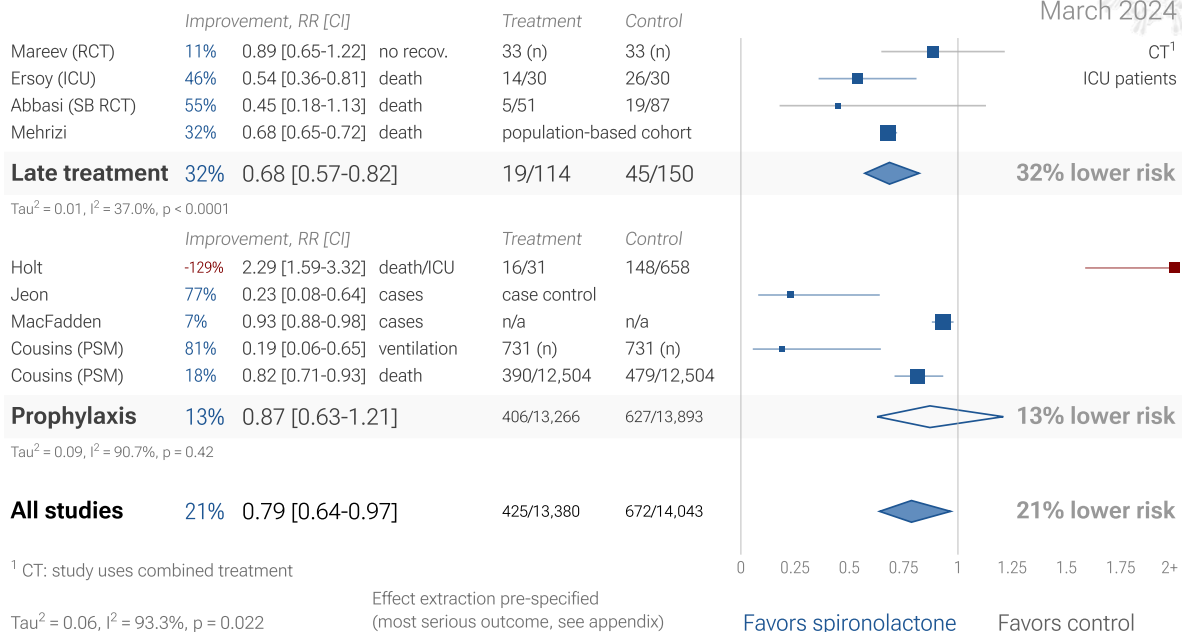 March 2024
Improvement, RR [CI] Treatment Control
Mareev (RCT) 11% 0.89 [0.65-1.22] no recov. 33 (n) 33 (n) CT¹
Ersoy (ICU) 46% 0.54 [0.36-0.81] death 14/30 26/30 ICU patients
Abbasi (SB RCT) 55% 0.45 [0.18-1.13] death 5/51 19/87
Mehrizi 32% 0.68 [0.65-0.72] death population-based cohort
Late treatment 32% 0.68 [0.57-0.82] 19/114 45/150 32% lower risk
Tau² = 0.01, I² = 37.0%, p < 0.0001
Improvement, RR [CI] Treatment Control
Holt -129% 2.29 [1.59-3.32] death/ICU 16/31 148/658
Jeon 77% 0.23 [0.08-0.64] cases case control
MacFadden 7% 0.93 [0.88-0.98] cases n/a n/a
Cousins (PSM) 81% 0.19 [0.06-0.65] ventilation 731 (n) 731 (n)
Cousins (PSM) 18% 0.82 [0.71-0.93] death 390/12,504 479/12,504
Prophylaxis 13% 0.87 [0.63-1.21] 406/13,266 627/13,893 13% lower risk
Tau² = 0.09, I² = 90.7%, p = 0.42
All studies 21% 0.79 [0.64-0.97] 425/13,380 672/14,043 21% lower risk
0 0.25 0.5 0.75 1 1.25 1.5 1.75 2+
¹ CT: study uses combined treatment
Tau² = 0.06, I² = 93.3%, p = 0.022
Effect extraction pre-specified
(most serious outcome, see appendix)
Favors spironolactone Favors control